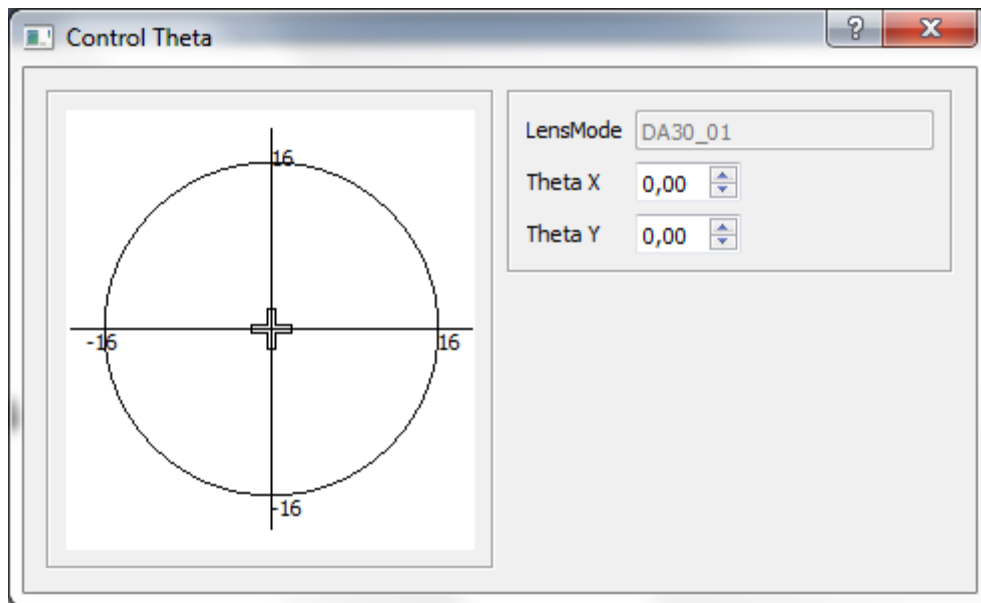 Control Theta
16
-16
16
-16
LensMode DA30_01
Theta X 0,00
Theta Y 0,00